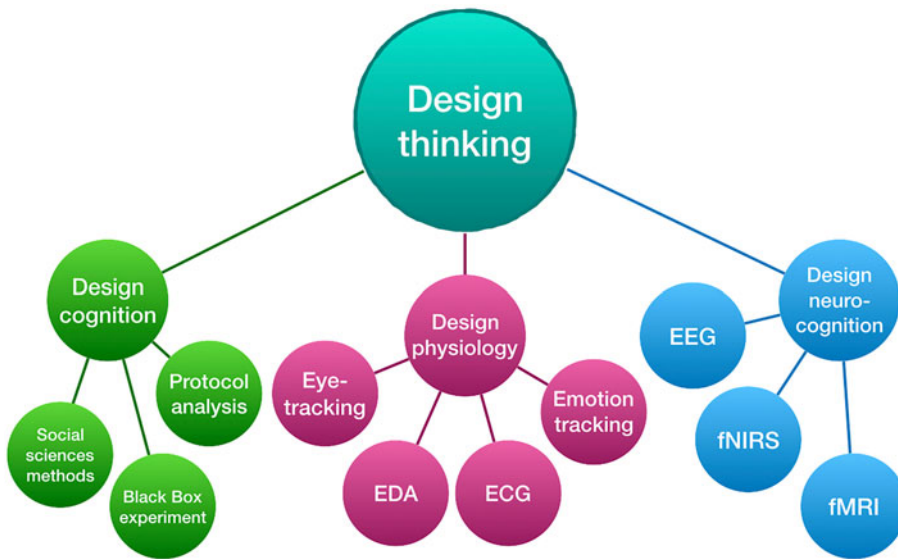 Design
thinking
Design
cognition
Protocol
analysis
Social
sciences
methods
Black Box
experiment
Design
physiology
Eye-
tracking
EDA
ECG
Emotion
tracking
Design
neuro-
cognition
EEG
fNIRS
fMRI